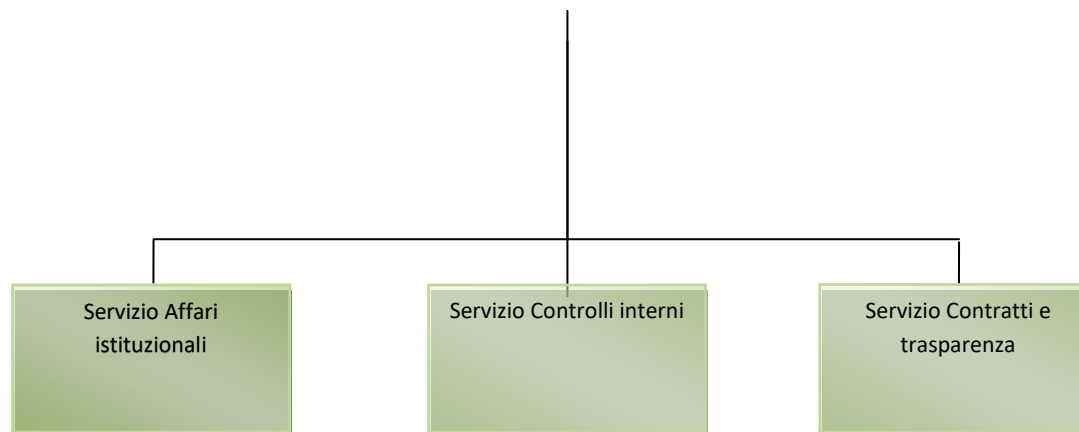 Servizio Affari
istituzionali
Servizio Controlli interni
Servizio Contratti e
trasparenza